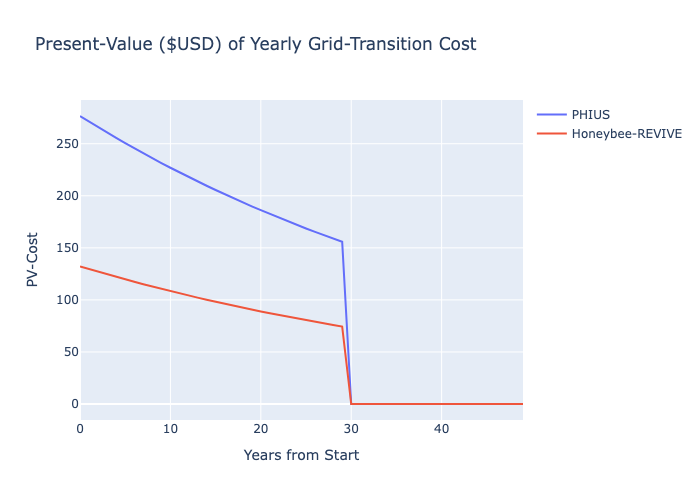 Present-Value ($USD) of Yearly Grid-Transition Cost
PHIUS
Honeybee-REVIVE
PV-Cost
250
200
150
100
50
0
0 10 20 30 40
Years from Start